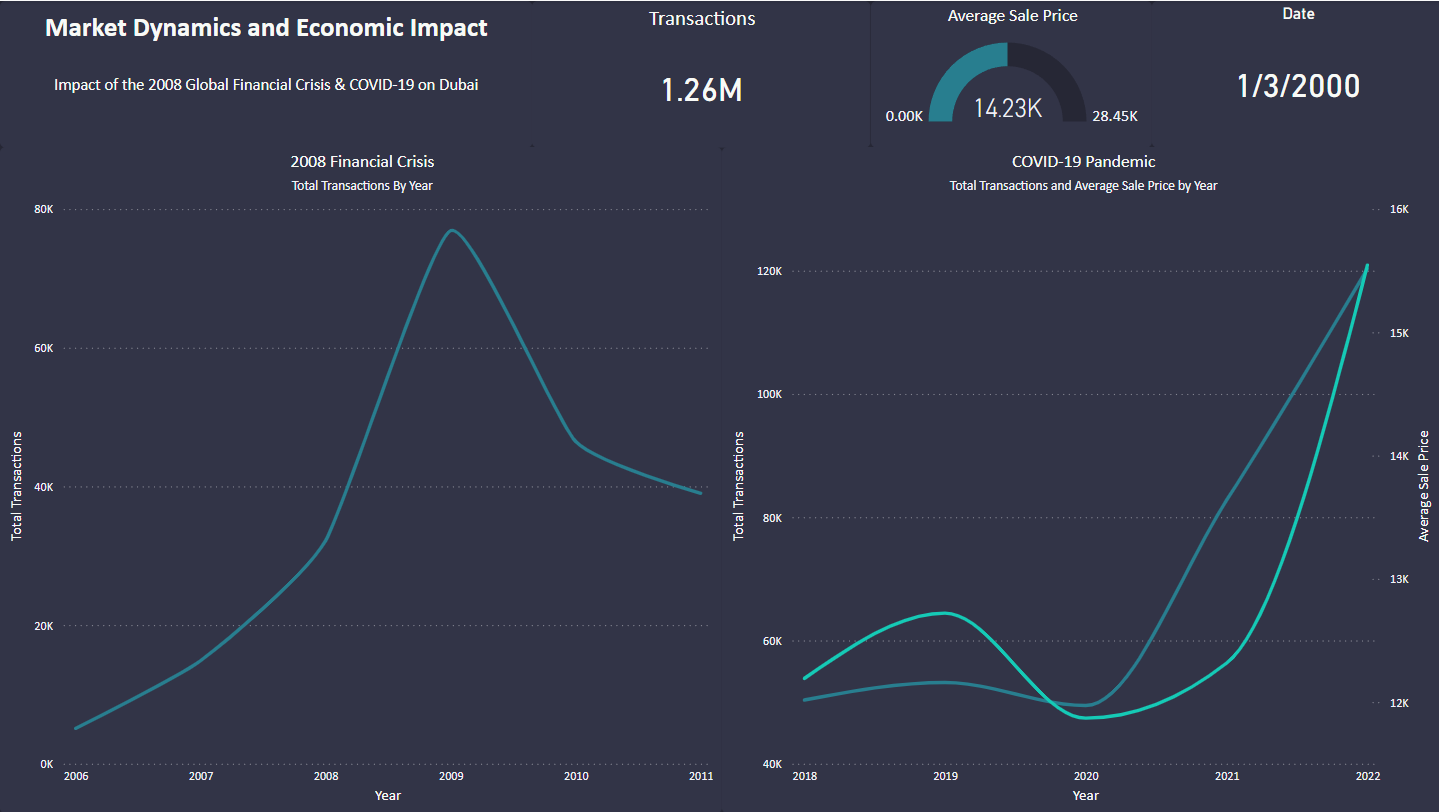 Market Dynamics and Economic Impact
Impact of the 2008 Global Financial Crisis & COVID-19 on Dubai
Transactions
1.26M
Average Sale Price
0.00K
14.23K
28.45K
Date
1/3/2000
2008 Financial Crisis
Total Transactions By Year
80K
60K
40K
20K
0K
Total Transactions
2006
2007
2008
2009
2010
2011
Year
COVID-19 Pandemic
Total Transactions and Average Sale Price by Year
120K
100K
80K
60K
40K
Total Transactions
16K
15K
14K
13K
12K
Average Sale Price
2018
2019
2020
2021
2022
Year